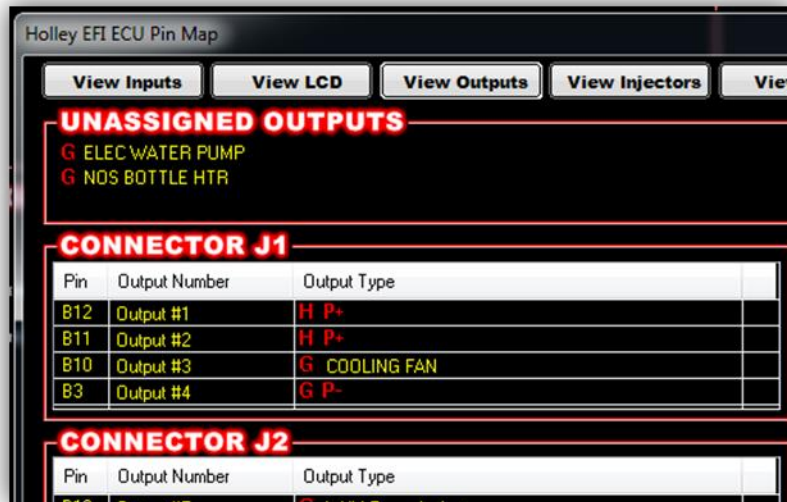 Holley EFI ECU Pin Map
View Inputs View LCD View Outputs View Injectors
UNASSIGNED OUTPUTS
G ELEC WATER PUMP
G NOS BOTTLE HTR
CONNECTOR J1
Pin Output Number Output Type
B12 Output #1 H P+
B11 Output #2 H P+
B10 Output #3 G COOLING FAN
B3 Output #4 G P-
CONNECTOR J2
Pin Output Number Output Type